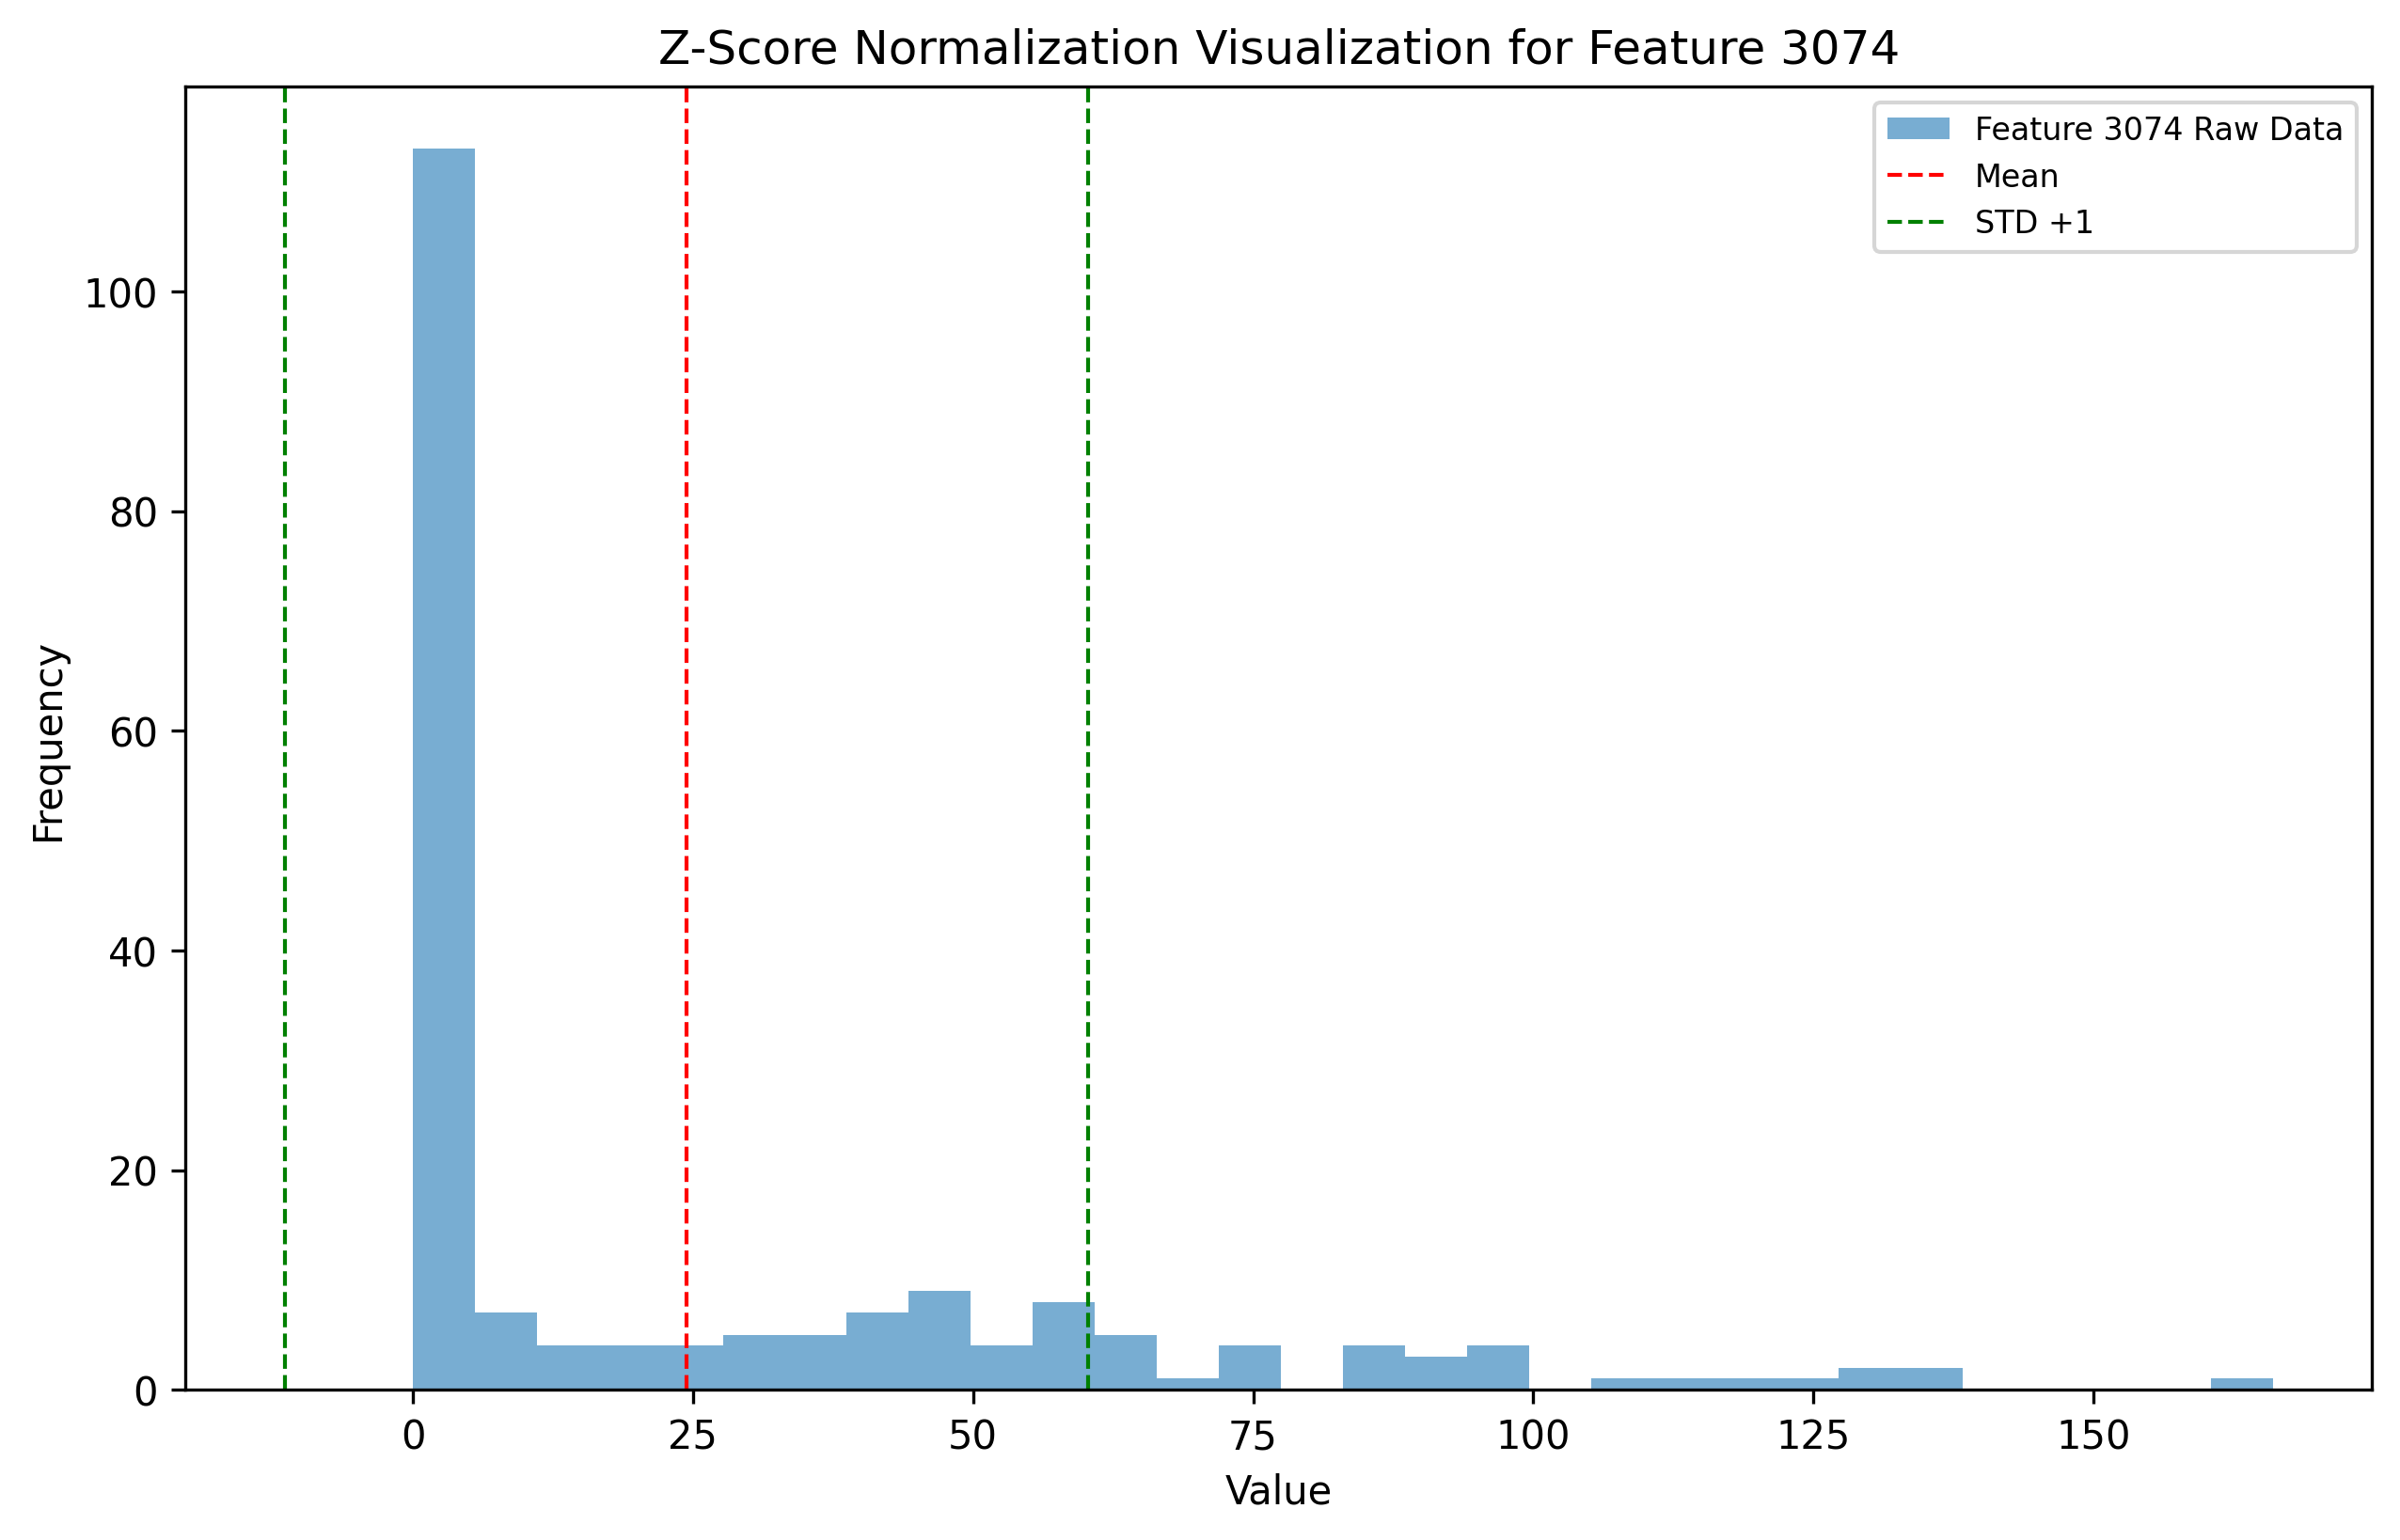 Z-Score Normalization Visualization for Feature 3074
Feature 3074 Raw Data
Mean
STD +1
100
80
60
40
20
0
Frequency
0 25 50 75 100 125 150
Value